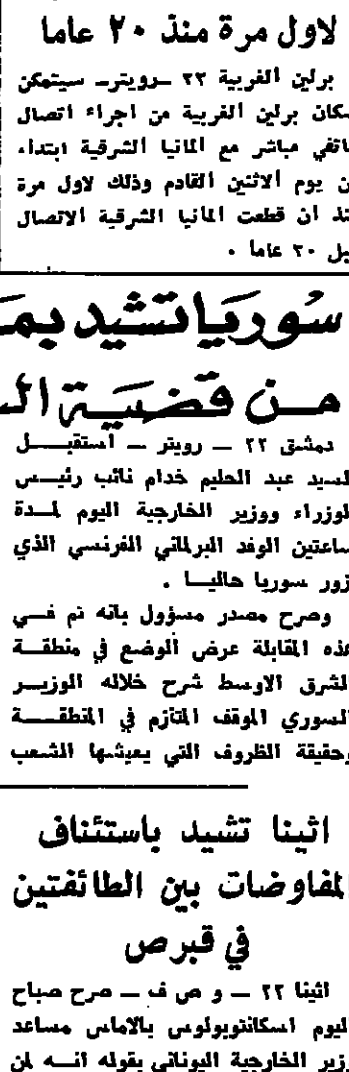 لاول مرة منذ ٢٠ عاما
برلين الغربية ٢٢ ـرويترـ سيتمكن
سكان برلين الغربية من اجراء اتصال
هاتفي مباشر مع المانيا الشرقية ابتداء
من يوم الاثنين القادم وذلك لاول مرة
منذ ان قطعت المانيا الشرقية الاتصال
قبل ٢٠ عاما .
سوريا تشيد
من قضية
دمشق ٢٢ ـ رويتر ـ استقبل
السيد عبد الحليم خدام نائب رئيس
الوزراء ووزير الخارجية اليوم لمدة
ساعتين الوفد البرلماني الفرنسي الذي
يزور سوريا حاليا .
وصرح مصدر مسؤول بانه تم في
هذه المقابلة عرض الوضع في منطقة
الشرق الاوسط شرح خلاله الوزير
السوري الموقف المتازم في المنطقة
وحقيقة الظروف التي يعيشها الشعب
اثينا تشيد باستئناف
المفاوضات بين الطائفتين
في قبرص
اثينا ٢٢ ـ و ص ف ـ صرح صباح
اليوم اسكانتوبولوس بالاماس مساعد
وزير الخارجية اليوناني بقوله انه لن